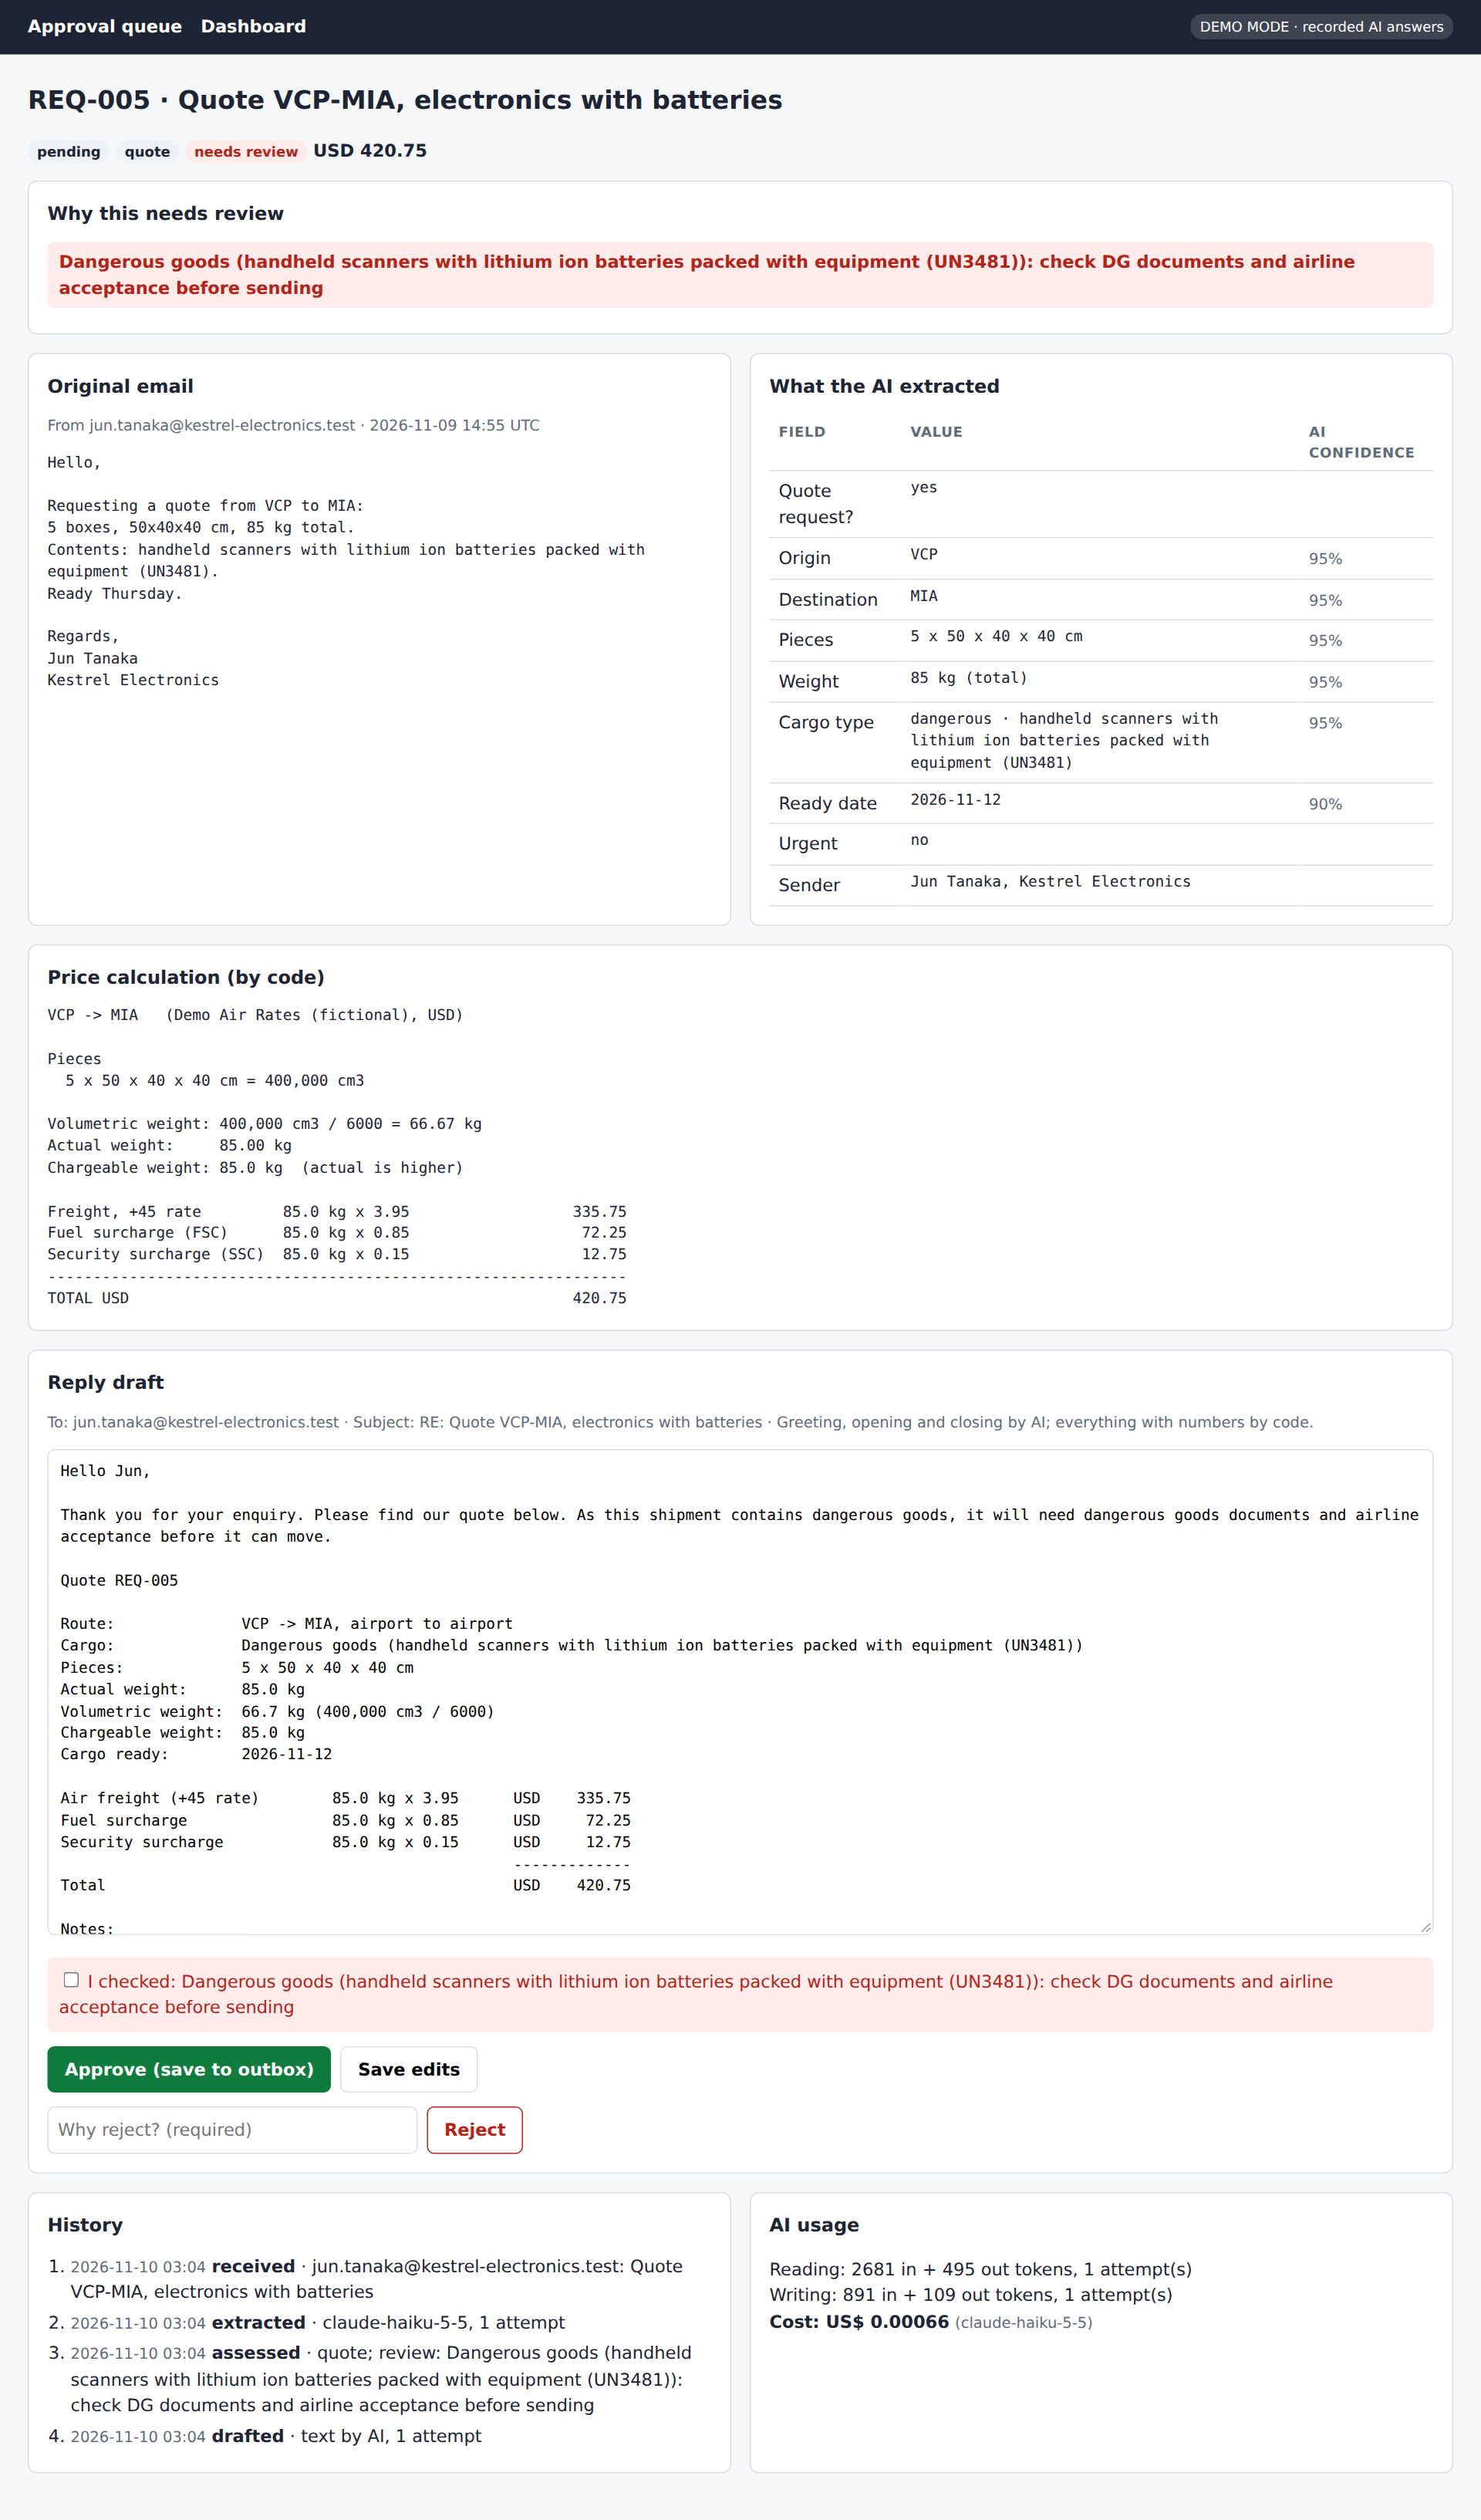 Approval queue Dashboard DEMO MODE · recorded AI answers
REQ-005 · Quote VCP-MIA, electronics with batteries
pending quote needs review USD 420.75
Why this needs review
Dangerous goods (handheld scanners with lithium ion batteries packed with equipment (UN3481)): check DG documents and airline
acceptance before sending
Original email
From jun.tanaka@kestrel-electronics.test · 2026-11-09 14:55 UTC
Hello,
Requesting a quote from VCP to MIA:
5 boxes, 50x40x40 cm, 85 kg total.
Contents: handheld scanners with lithium ion batteries packed with
equipment (UN3481).
Ready Thursday.
Regards,
Jun Tanaka
Kestrel Electronics
What the AI extracted
FIELD VALUE AI
CONFIDENCE
Quote yes
request?
Origin VCP 95%
Destination MIA 95%
Pieces 5 x 50 x 40 x 40 cm 95%
Weight 85 kg (total) 95%
Cargo type dangerous · handheld scanners with 95%
lithium ion batteries packed with
equipment (UN3481)
Ready date 2026-11-12 90%
Urgent no
Sender Jun Tanaka, Kestrel Electronics
Price calculation (by code)
VCP -> MIA (Demo Air Rates (fictional), USD)
Pieces
5 x 50 x 40 x 40 cm = 400,000 cm3
Volumetric weight: 400,000 cm3 / 6000 = 66.67 kg
Actual weight: 85.00 kg
Chargeable weight: 85.0 kg (actual is higher)
Freight, +45 rate 85.0 kg x 3.95 335.75
Fuel surcharge (FSC) 85.0 kg x 0.85 72.25
Security surcharge (SSC) 85.0 kg x 0.15 12.75
----------------------------------------------------------------
TOTAL USD 420.75
Reply draft
To: jun.tanaka@kestrel-electronics.test · Subject: RE: Quote VCP-MIA, electronics with batteries · Greeting, opening and closing by AI; everything with numbers by code.
Hello Jun,
Thank you for your enquiry. Please find our quote below. As this shipment contains dangerous goods, it will need dangerous goods documents and airline
acceptance before it can move.
Quote REQ-005
Route: VCP -> MIA, airport to airport
Cargo: Dangerous goods (handheld scanners with lithium ion batteries packed with equipment (UN3481))
Pieces: 5 x 50 x 40 x 40 cm
Actual weight: 85.0 kg
Volumetric weight: 66.7 kg (400,000 cm3 / 6000)
Chargeable weight: 85.0 kg
Cargo ready: 2026-11-12
Air freight (+45 rate) 85.0 kg x 3.95 USD 335.75
Fuel surcharge 85.0 kg x 0.85 USD 72.25
Security surcharge 85.0 kg x 0.15 USD 12.75
-------------
Total USD 420.75
Notes:
I checked: Dangerous goods (handheld scanners with lithium ion batteries packed with equipment (UN3481)): check DG documents and airline
acceptance before sending
Approve (save to outbox) Save edits
Why reject? (required) Reject
History
1. 2026-11-10 03:04 received · jun.tanaka@kestrel-electronics.test: Quote
VCP-MIA, electronics with batteries
2. 2026-11-10 03:04 extracted · claude-haiku-5-5, 1 attempt
3. 2026-11-10 03:04 assessed · quote; review: Dangerous goods (handheld
scanners with lithium ion batteries packed with equipment (UN3481)):
check DG documents and airline acceptance before sending
4. 2026-11-10 03:04 drafted · text by AI, 1 attempt
AI usage
Reading: 2681 in + 495 out tokens, 1 attempt(s)
Writing: 891 in + 109 out tokens, 1 attempt(s)
Cost: US$ 0.00066 (claude-haiku-5-5)